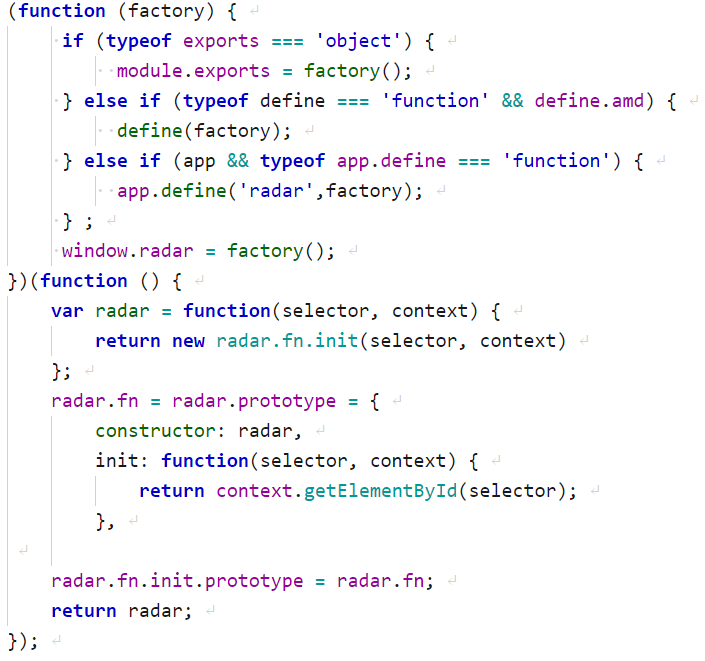 (function (factory) {
if (typeof exports === 'object') {
module.exports = factory();
} else if (typeof define === 'function' && define.amd) {
define(factory);
} else if (app && typeof app.define === 'function') {
app.define('radar',factory);
} ;
window.radar = factory();
})(function () {
var radar = function(selector, context) {
return new radar.fn.init(selector, context)
};
radar.fn = radar.prototype = {
constructor: radar,
init: function(selector, context) {
return context.getElementById(selector);
},
radar.fn.init.prototype = radar.fn;
return radar;
});